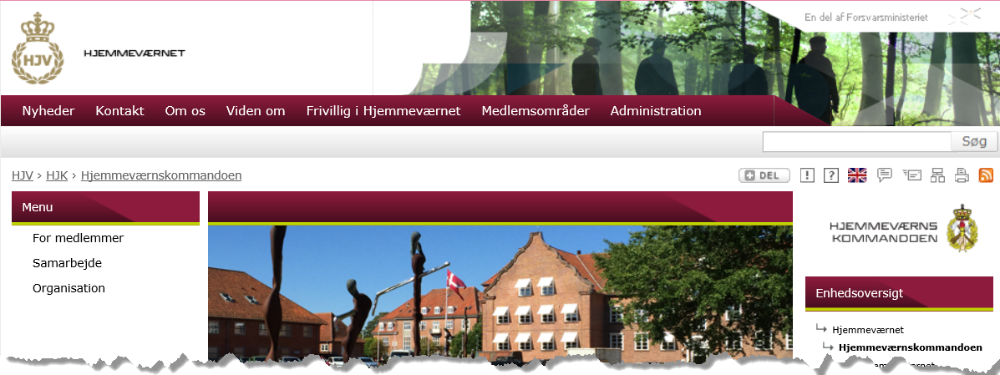 HJV
HJEMMEVÆRNET
En del af Forsvarsministeriet
Nyheder Kontakt Om os Viden om Frivillig i Hjemmeværnet Medlemsområder Administration
Søg
HJV › HJK › Hjemmeværnskommandoen
DEL ! ?
Menu
For medlemmer
Samarbejde
Organisation
HJEMMEVÆRNS
KOMMANDOEN
Enhedsoversigt
Hjemmeværnet
Hjemmeværnskommandoen